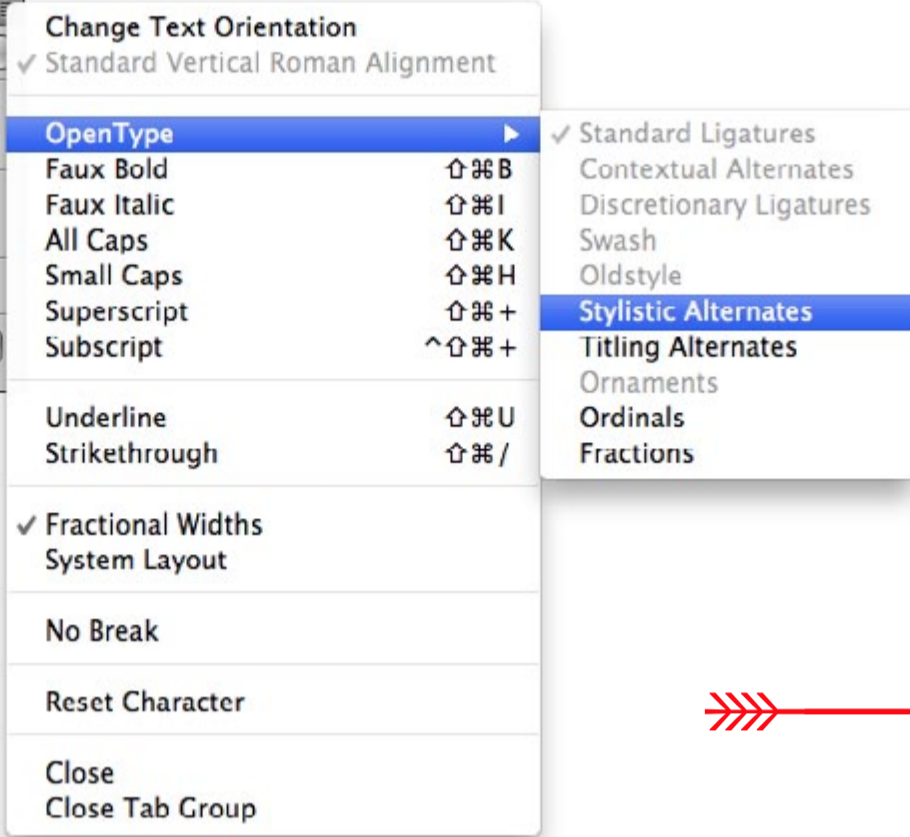 Change Text Orientation
✓ Standard Vertical Roman Alignment
OpenType ▶
Faux Bold ⇧⌘B
Faux Italic ⇧⌘I
All Caps ⇧⌘K
Small Caps ⇧⌘H
Superscript ⇧⌘+
Subscript ^⇧⌘+
Underline ⇧⌘U
Strikethrough ⇧⌘/
✓ Fractional Widths
System Layout
No Break
Reset Character
Close
Close Tab Group
✓ Standard Ligatures
Contextual Alternates
Discretionary Ligatures
Swash
Oldstyle
Stylistic Alternates
Titling Alternates
Ornaments
Ordinals
Fractions